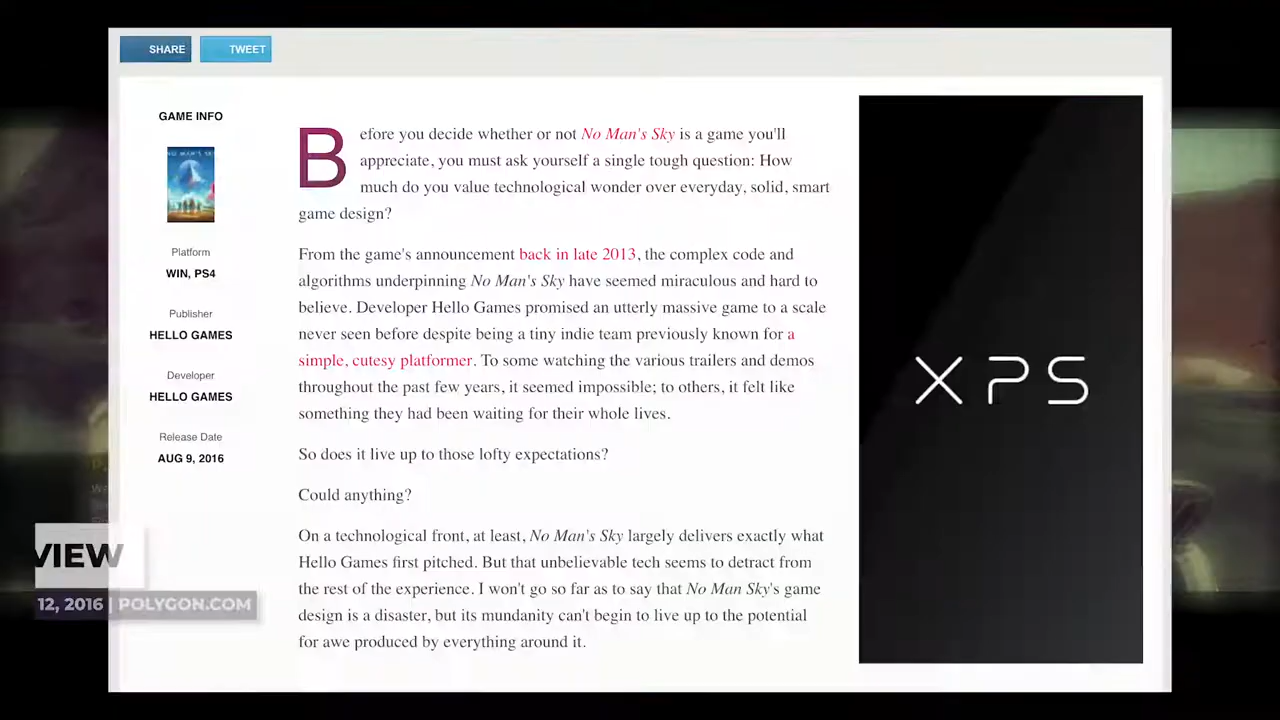 SHARE
TWEET
GAME INFO
NO MAN'S SKY
Platform
WIN, PS4
Publisher
HELLO GAMES
Developer
HELLO GAMES
Release Date
AUG 9, 2016
Before you decide whether or not No Man's Sky is a game you'll
appreciate, you must ask yourself a single tough question: How
much do you value technological wonder over everyday, solid, smart
game design?
From the game's announcement back in late 2013, the complex code and
algorithms underpinning No Man's Sky have seemed miraculous and hard to
believe. Developer Hello Games promised an utterly massive game to a scale
never seen before despite being a tiny indie team previously known for a
simple, cutesy platformer. To some watching the various trailers and demos
throughout the past few years, it seemed impossible; to others, it felt like
something they had been waiting for their whole lives.
So does it live up to those lofty expectations?
Could anything?
On a technological front, at least, No Man's Sky largely delivers exactly what
Hello Games first pitched. But that unbelievable tech seems to detract from
the rest of the experience. I won't go so far as to say that No Man Sky's game
design is a disaster, but its mundanity can't begin to live up to the potential
for awe produced by everything around it.
XPS
VIEW
12, 2016 | POLYGON.COM